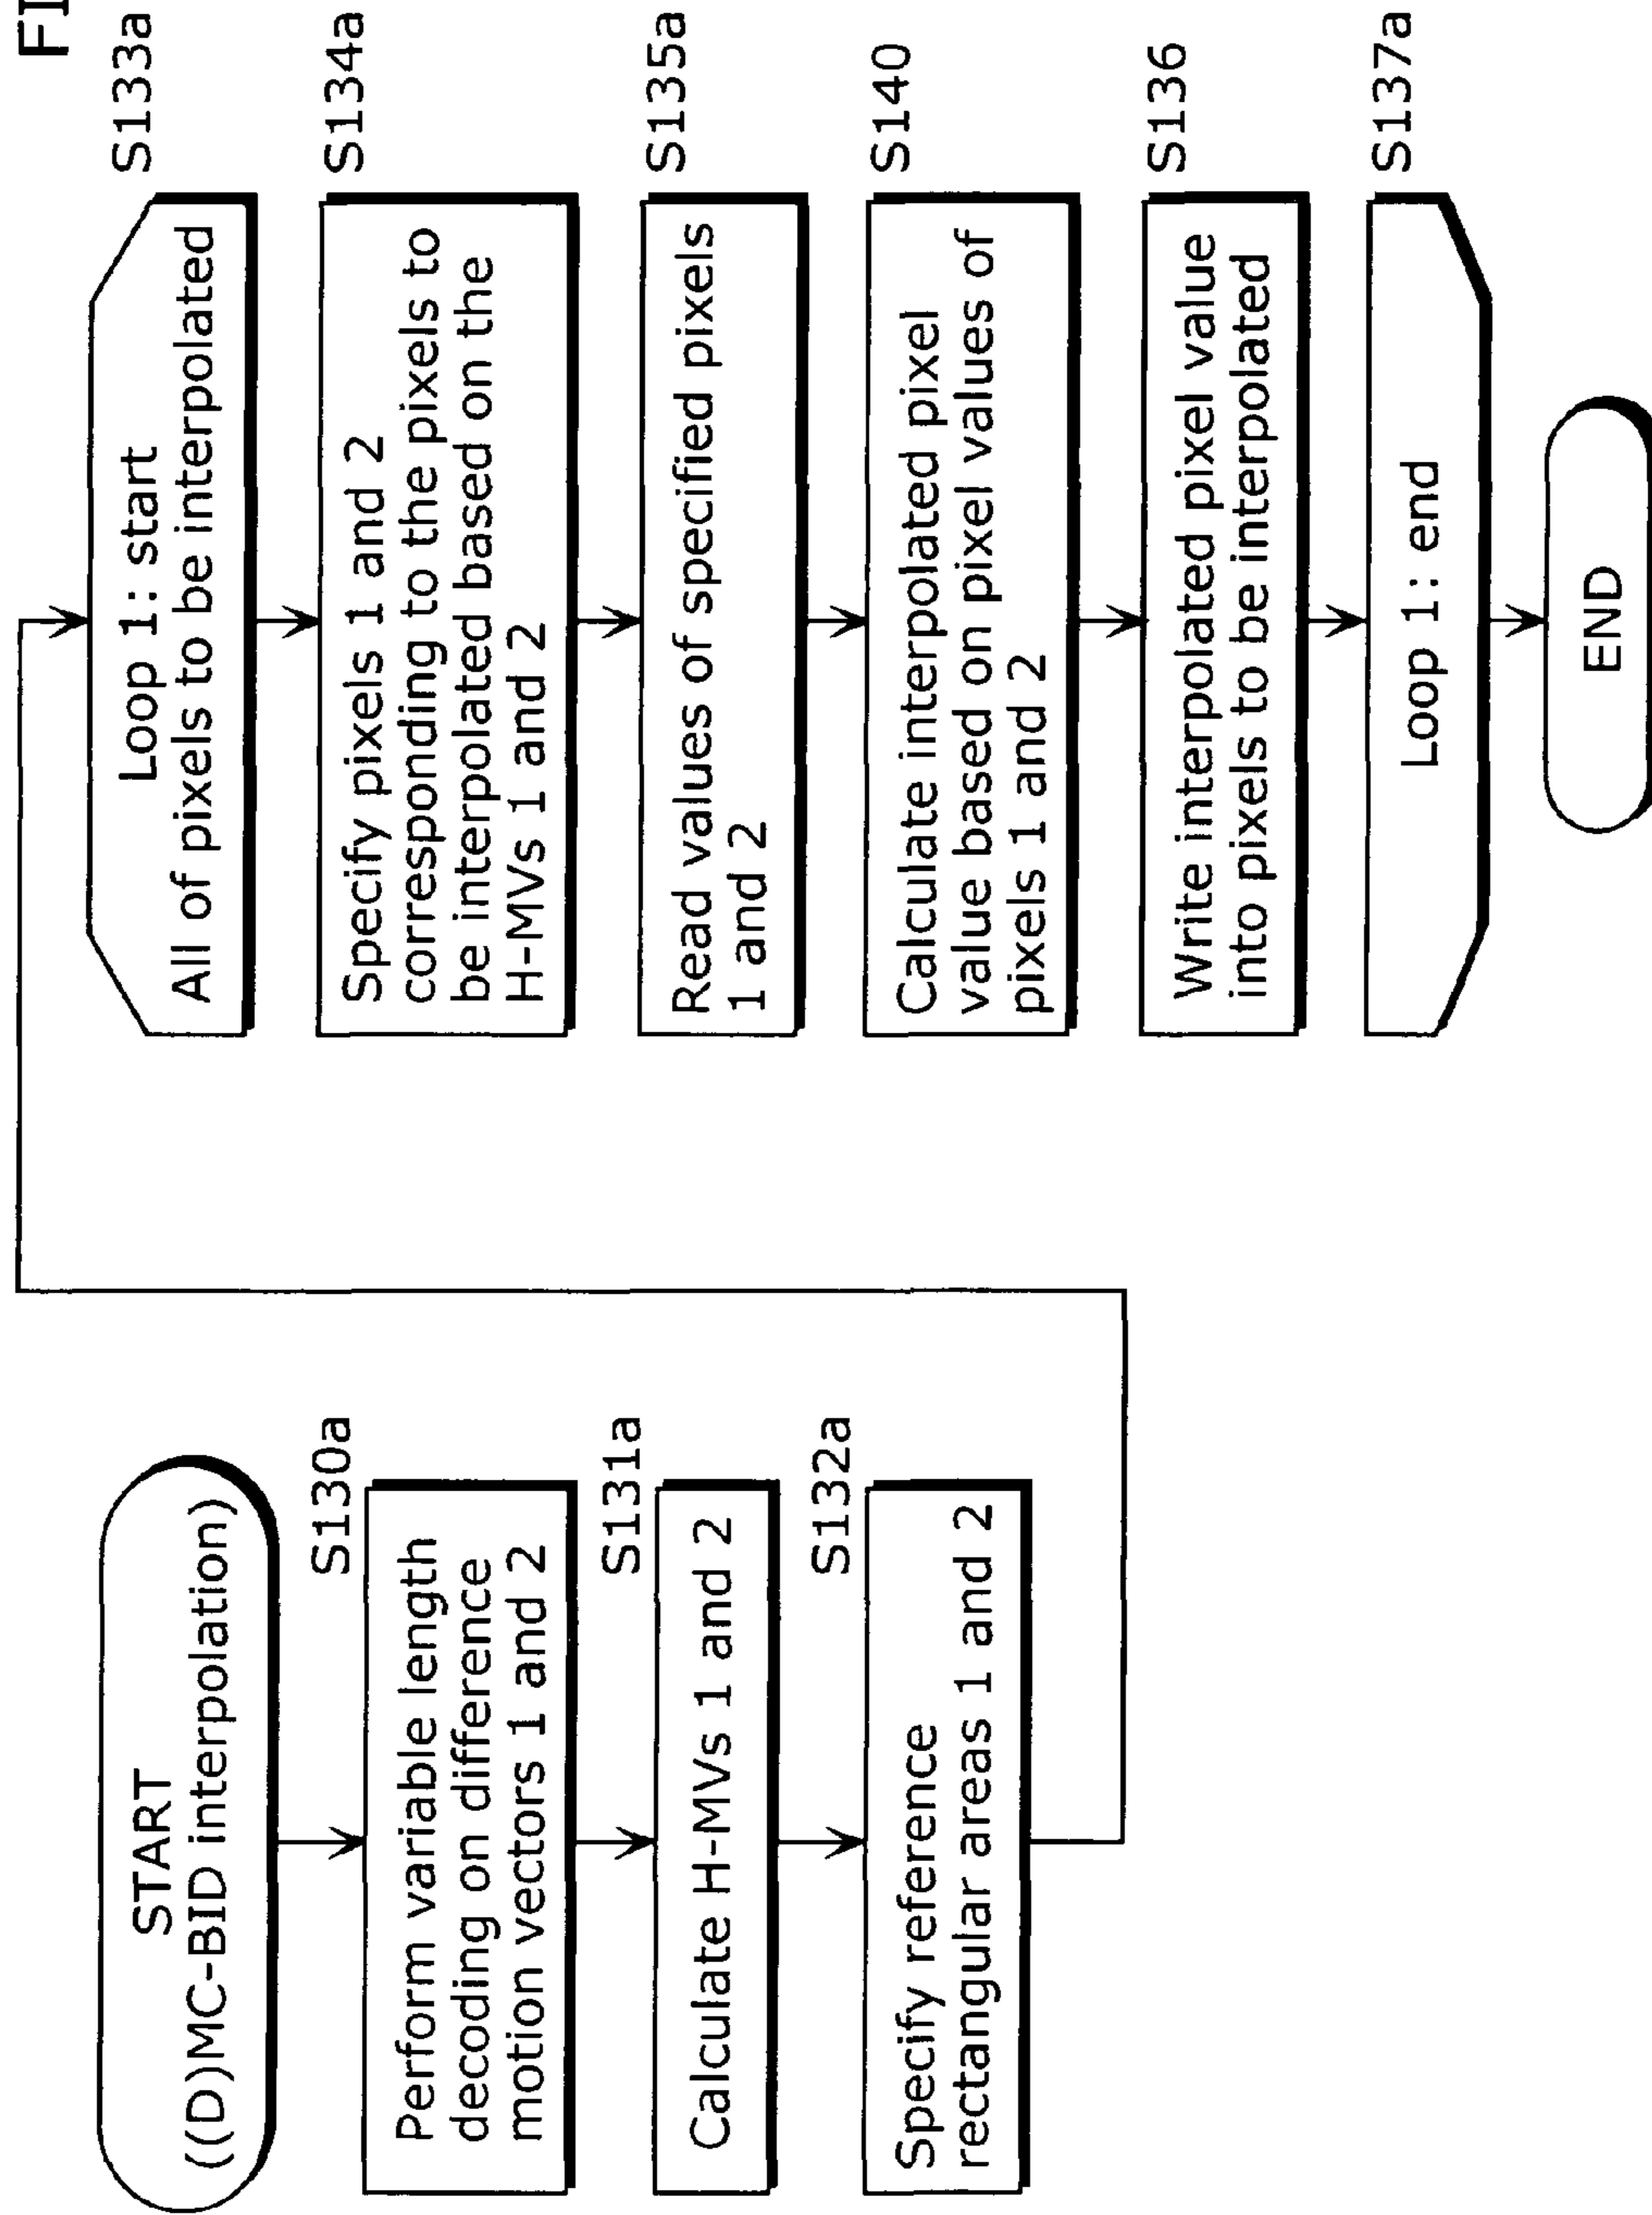 FI
START
((D)MC-BID interpolation)
S130a
Perform variable length
decoding on difference
motion vectors 1 and 2
S131a
Calculate H-MVs 1 and 2
S132a
Specify reference
rectangular areas 1 and 2
S133a
Loop 1: start
All of pixels to be interpolated
S134a
Specify pixels 1 and 2
corresponding to the pixels to
be interpolated based on the
H-MVs 1 and 2
S135a
Read values of specified pixels
1 and 2
S140
Calculate interpolated pixel
value based on pixel values of
pixels 1 and 2
S136
Write interpolated pixel value
into pixels to be interpolated
S137a
Loop 1: end
END